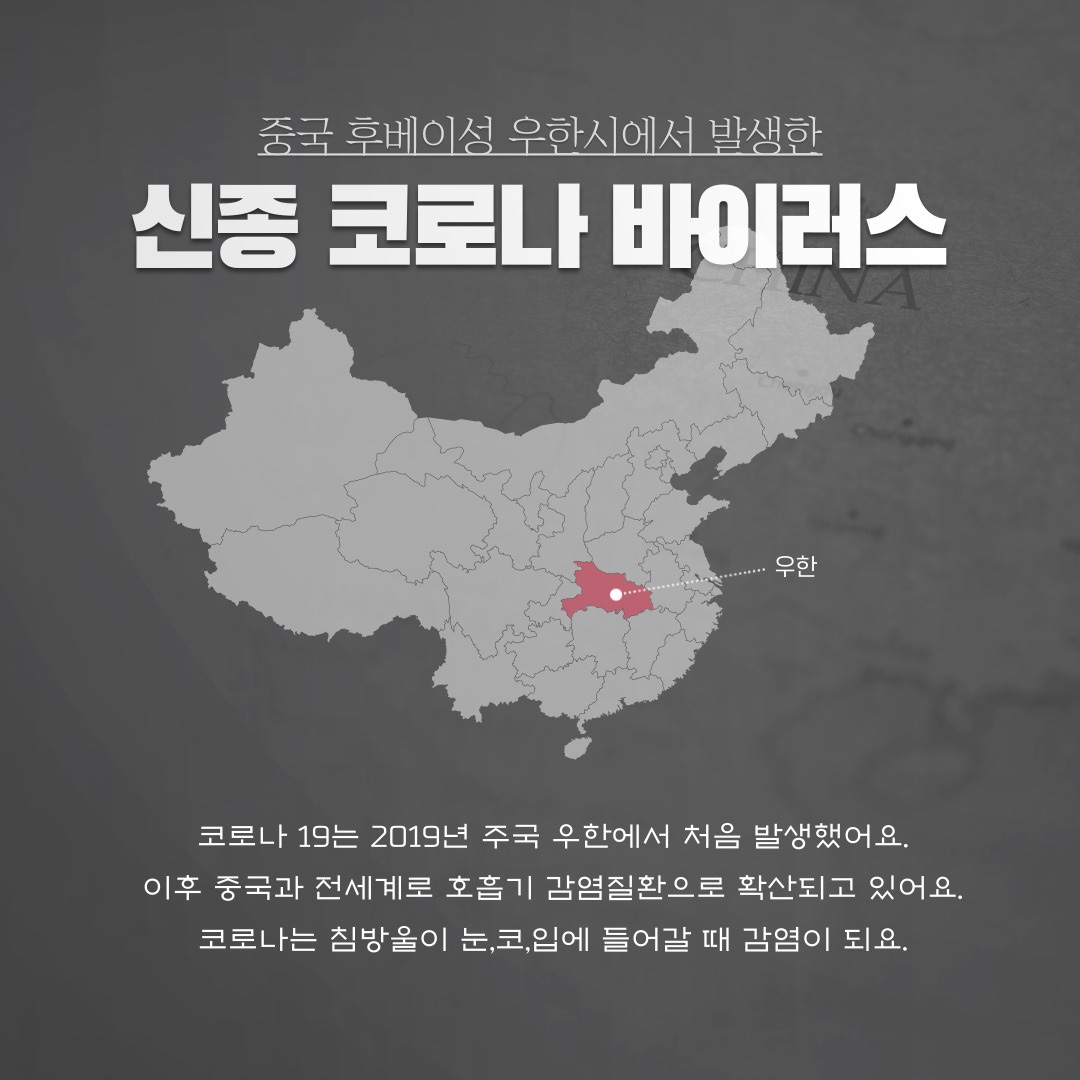 중국 후베이성 우한시에서 발생한
신종 코로나 바이러스
CHINA
우한
코로나 19는 2019년 주국 우한에서 처음 발생했어요.
이후 중국과 전세계로 호흡기 감염질환으로 확산되고 있어요.
코로나는 침방울이 눈,코,입에 들어갈 때 감염이 되요.